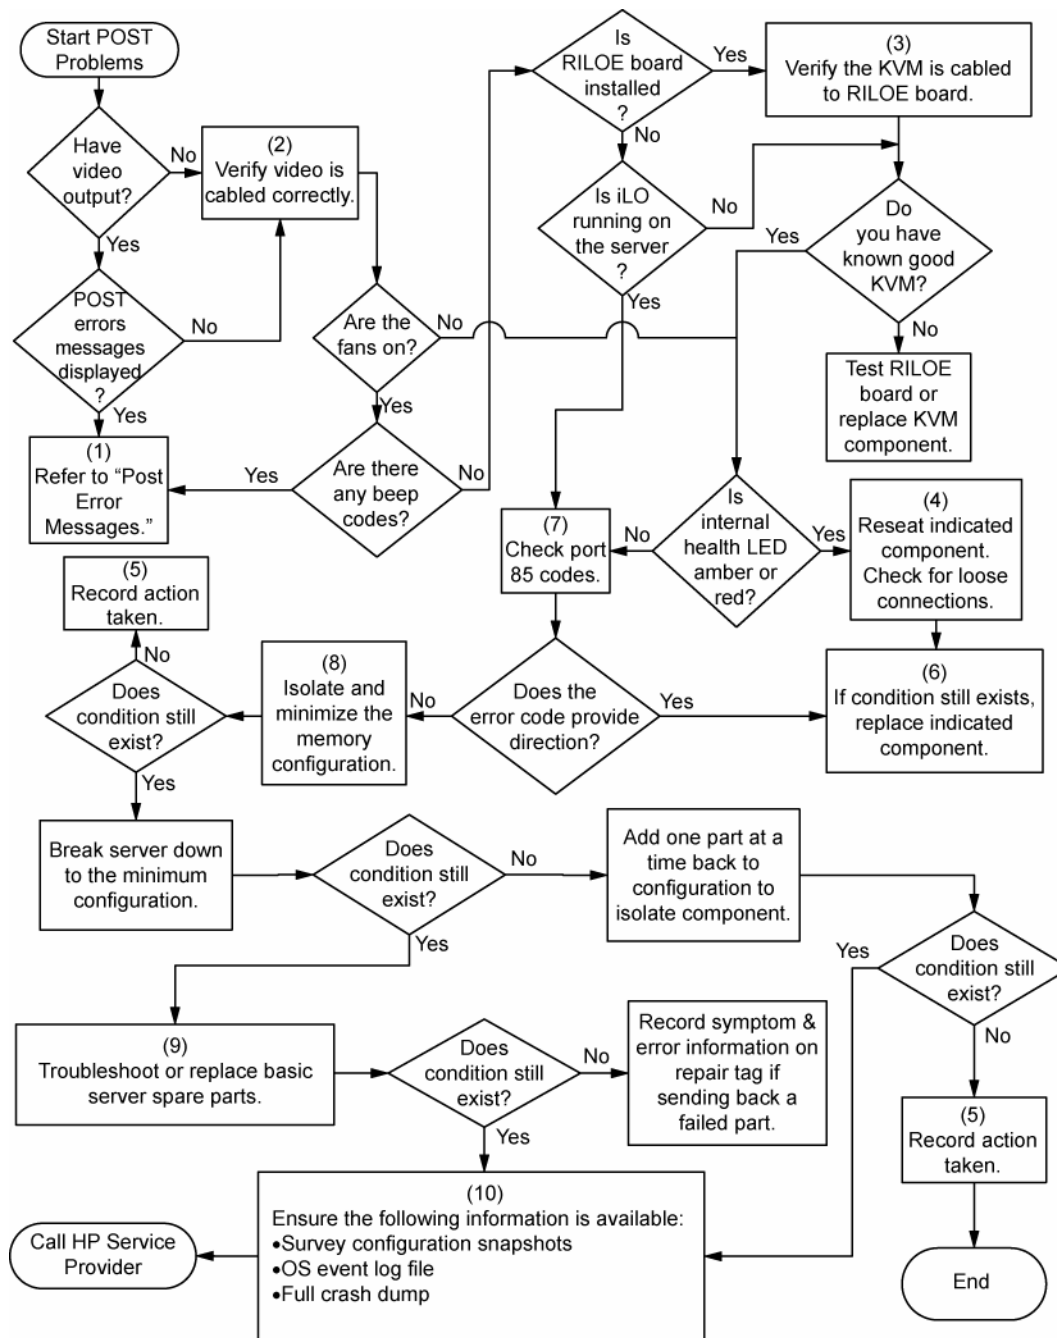 Start POST
Problems
Have
video
output?
No
Yes
(2)
Verify video is
cabled correctly.
POST
errors
messages
displayed
?
No
Yes
(1)
Refer to “Post
Error
Messages.”
Are the
fans on?
No
Yes
Are there
any beep
codes?
Yes
No
Is
RILOE board
installed
?
Yes
No
(3)
Verify the KVM is cabled
to RILOE board.
Is iLO
running on
the server
?
No
Yes
Do
you have
known good
KVM?
Yes
No
Test RILOE
board or
replace KVM
component.
Is
internal
health LED
amber or
red?
No
Yes
(4)
Reseat indicated
component.
Check for loose
connections.
(7)
Check port
85 codes.
(6)
If condition still exists,
replace indicated
component.
Does the
error code provide
direction?
Yes
No
(8)
Isolate and
minimize the
memory
configuration.
(5)
Record action
taken.
No
Does
condition still
exist?
Yes
Break server down
to the minimum
configuration.
Does
condition still
exist?
No
Yes
Add one part at a
time back to
configuration to
isolate component.
Does
condition still
exist?
Yes
No
(9)
Troubleshoot or replace basic
server spare parts.
Does
condition still
exist?
No
Yes
Record symptom &
error information on
repair tag if
sending back a
failed part.
(5)
Record action
taken.
(10)
Ensure the following information is available:
•Survey configuration snapshots
•OS event log file
•Full crash dump
Call HP Service
Provider
End